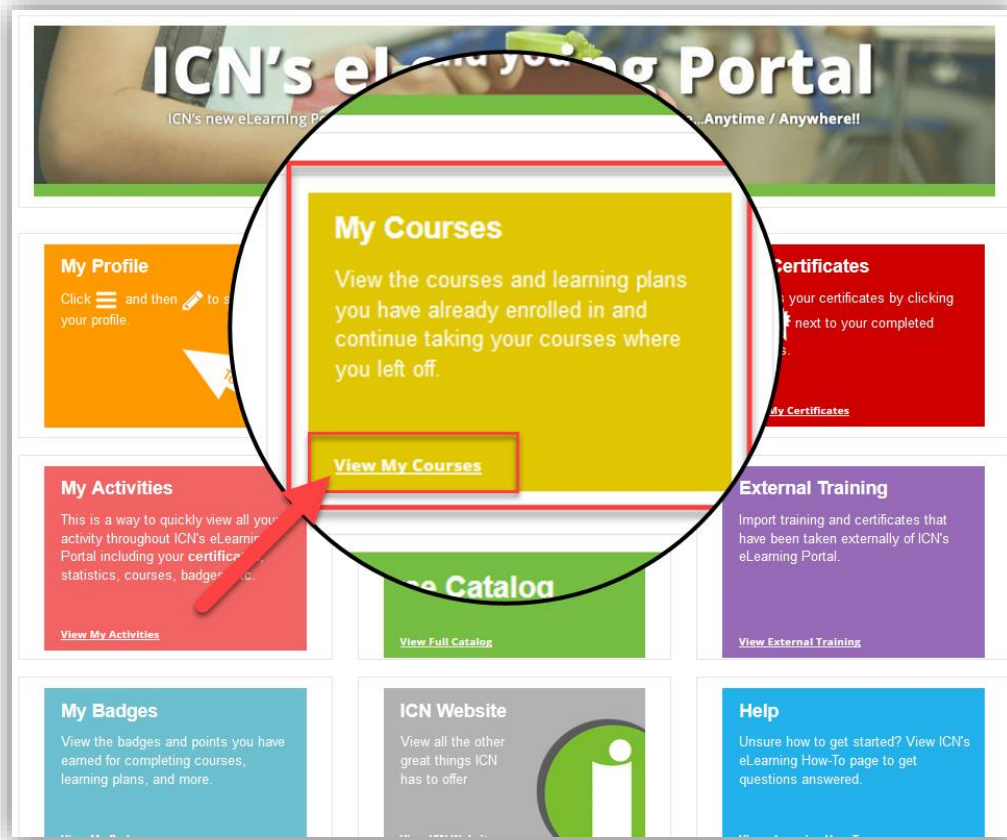 ICN's eL
and you
ng Portal
ICN's new eLearning
...Anytime / Anywhere!!
My Courses
View the courses and learning plans
you have already enrolled in and
continue taking your courses where
you left off.
View My Courses
My Profile
Click and then to
your profile.
Certificates
your certificates by clicking
next to your completed
My Certificates
My Activities
This is a way to quickly view all your
activity throughout ICN's eLearning
Portal including your certificates,
statistics, courses, badges, etc.
View My Activities
Catalog
View Full Catalog
External Training
Import training and certificates that
have been taken externally of ICN's
eLearning Portal.
View External Training
My Badges
View the badges and points you have
earned for completing courses,
learning plans, and more.
ICN Website
View all the other
great things ICN
has to offer
Help
Unsure how to get started? View ICN's
eLearning How-To page to get
questions answered.